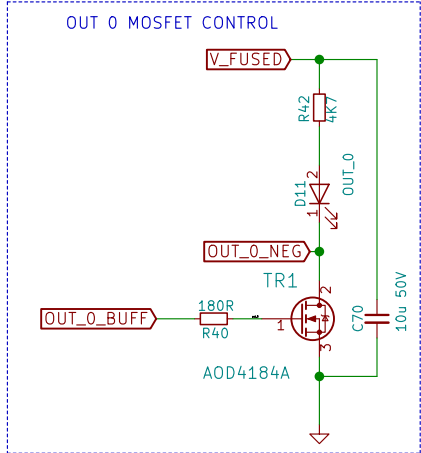 OUT 0 MOSFET CONTROL
V_FUSED
R42
4K7
2
D11
OUT_0
1
OUT_0_NEG
TR1
2
180R
OUT_0_BUFF
1
R40
C70
10u 50V
3
AOD4184A